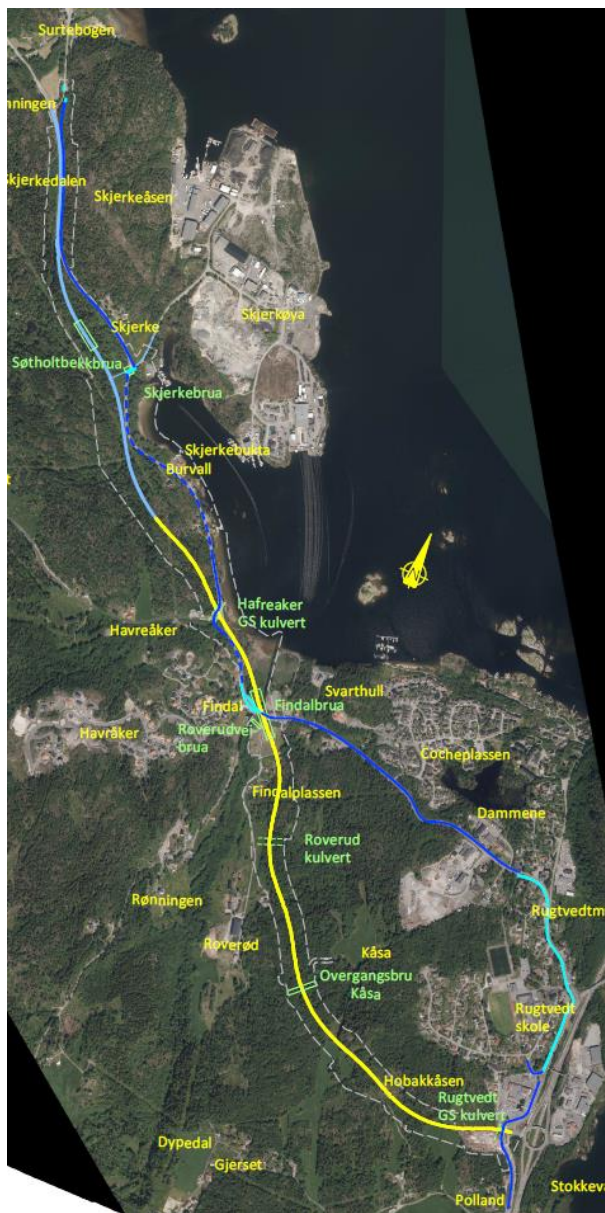 Surtebogen
nningen
Skjerkedalen
Skjerkeåsen
Skjerke
Skjerkøya
Søtholtbekkbrua
Skjerkebrua
Skjerkebukta
Burvall
t
N
Hafreaker
GS kulvert
Havreåker
Svarthull
Findal
Findalbrua
Roverudvei
brua
Havråker
Cocheplassen
Findalplassen
Dammene
Roverud
kulvert
Rønningen
Rugtvedtm
Roverød
Kåsa
Overgangsbru
Kåsa
Rugtvedt
skole
Hobakkåsen
Rugtvedt
GS kulvert
Dypedal
Gjerset
Stokkeva
Polland